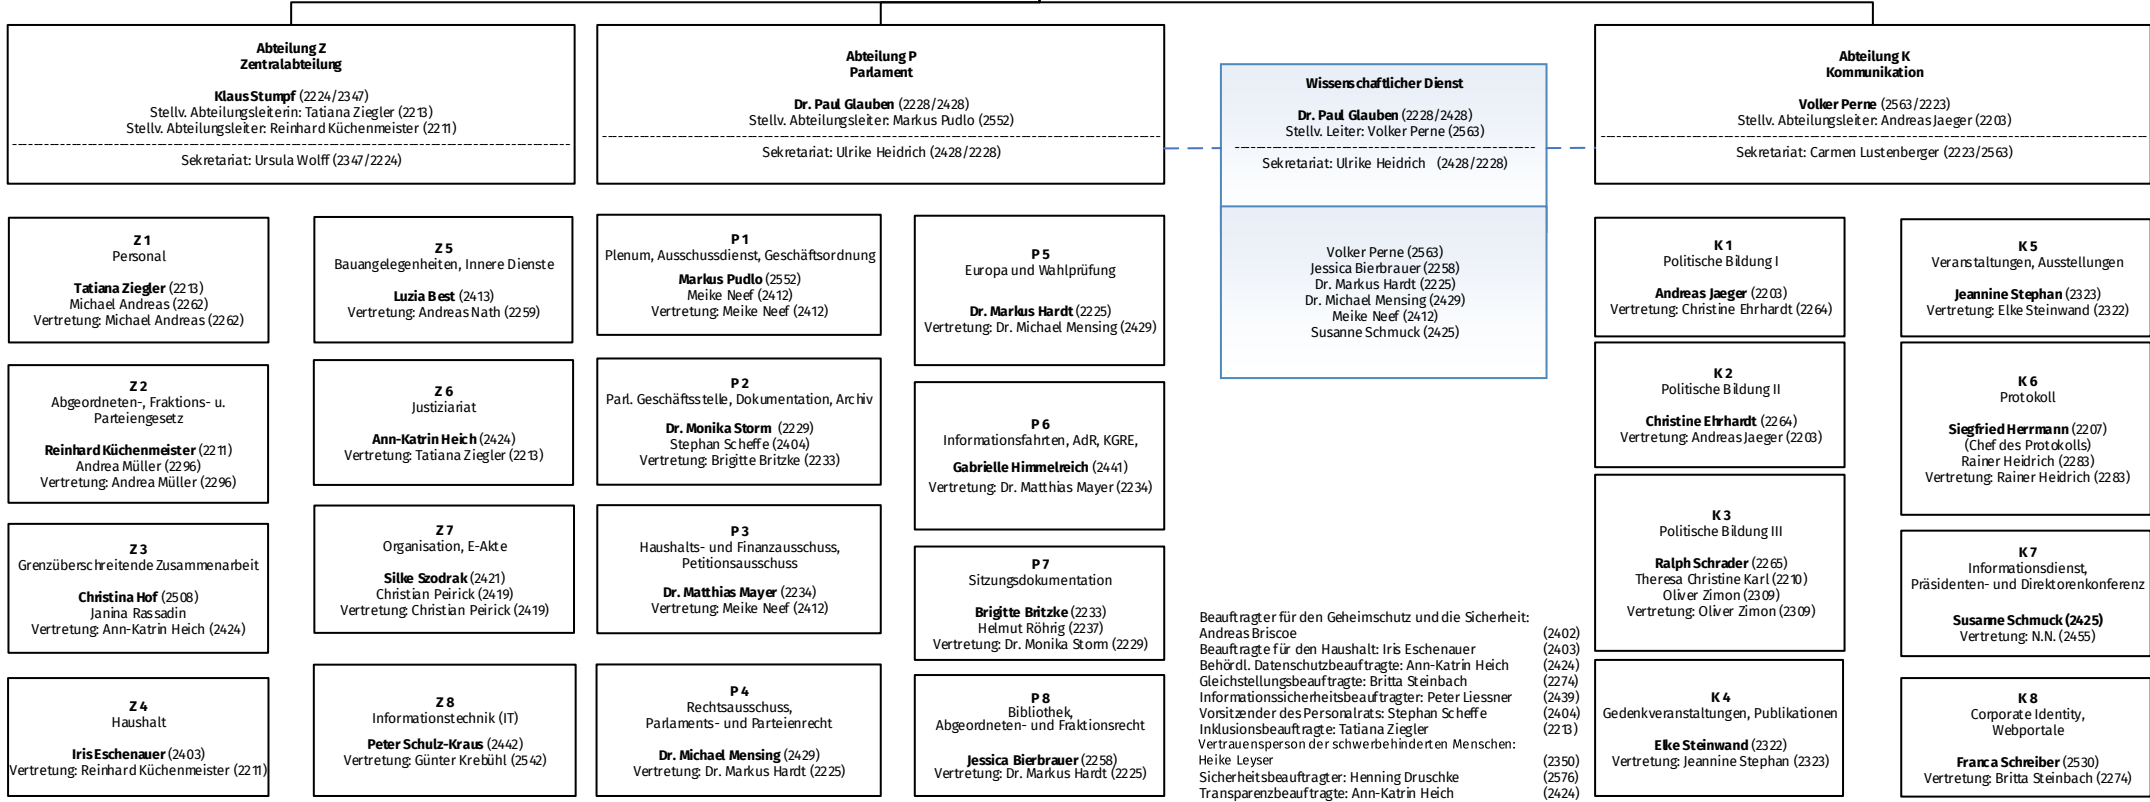 Abteilung Z
Zentralabteilung
Klaus Stumpf (2224/2347)
Stellv. Abteilungsleiterin: Tatiana Ziegler (2213)
Stellv. Abteilungsleiter: Reinhard Küchenmeister (2211)
Sekretariat: Ursula Wolff (2347/2224)
Abteilung P
Parlament
Dr. Paul Glauben (2228/2428)
Stellv. Abteilungsleiter: Markus Pudlo (2552)
Sekretariat: Ulrike Heidrich (2428/2228)
Wissenschaftlicher Dienst
Dr. Paul Glauben (2228/2428)
Stellv. Leiter: Volker Perne (2563)
Sekretariat: Ulrike Heidrich (2428/2228)
Abteilung K
Kommunikation
Volker Perne (2563/2223)
Stellv. Abteilungsleiter: Andreas Jaeger (2203)
Sekretariat: Carmen Lustenberger (2223/2563)
Z 1
Personal
Tatiana Ziegler (2213)
Michael Andreas (2262)
Vertretung: Michael Andreas (2262)
Z 2
Abgeordneten-, Fraktions- u.
Parteiengesetz
Reinhard Küchenmeister (2211)
Andrea Müller (2296)
Vertretung: Andrea Müller (2296)
Z 3
Grenzüberschreitende Zusammenarbeit
Christina Hof (2508)
Janina Rassadin
Vertretung: Ann-Katrin Heich (2424)
Z 4
Haushalt
Iris Eschenauer (2403)
Vertretung: Reinhard Küchenmeister (2211)
Z 5
Bauangelegenheiten, Innere Dienste
Luzia Best (2413)
Vertretung: Andreas Nath (2259)
Z 6
Justiziariat
Ann-Katrin Heich (2424)
Vertretung: Tatiana Ziegler (2213)
Z 7
Organisation, E-Akte
Silke Szodrak (2421)
Christian Peirick (2419)
Vertretung: Christian Peirick (2419)
Z 8
Informationstechnik (IT)
Peter Schulz-Kraus (2442)
Vertretung: Günter Krebühl (2542)
P 1
Plenum, Ausschussdienst, Geschäftsordnung
Markus Pudlo (2552)
Meike Neef (2412)
Vertretung: Meike Neef (2412)
P 2
Parl. Geschäftsstelle, Dokumentation, Archiv
Dr. Monika Storm (2229)
Stephan Scheffe (2404)
Vertretung: Brigitte Britzke (2233)
P 3
Haushalts- und Finanzausschuss,
Petitionsausschuss
Dr. Matthias Mayer (2234)
Vertretung: Meike Neef (2412)
P 4
Rechtsausschuss,
Parlaments- und Parteienrecht
Dr. Michael Mensing (2429)
Vertretung: Dr. Markus Hardt (2225)
P 5
Europa und Wahlprüfung
Dr. Markus Hardt (2225)
Vertretung: Dr. Michael Mensing (2429)
P 6
Informationsfahrten, AdR, KGRE,
Gabrielle Himmelreich (2441)
Vertretung: Dr. Matthias Mayer (2234)
P 7
Sitzungsdokumentation
Brigitte Britzke (2233)
Helmut Röhrig (2237)
Vertretung: Dr. Monika Storm (2229)
P 8
Bibliothek,
Abgeordneten- und Fraktionsrecht
Jessica Bierbrauer (2258)
Vertretung: Dr. Markus Hardt (2225)
Volker Perne (2563)
Jessica Bierbrauer (2258)
Dr. Markus Hardt (2225)
Dr. Michael Mensing (2429)
Meike Neef (2412)
Susanne Schmuck (2425)
Beauftragter für den Geheimschutz und die Sicherheit:
Andreas Briscoe (2402)
Beauftragte für den Haushalt: Iris Eschenauer (2403)
Behördl. Datenschutzbeauftragte: Ann-Katrin Heich (2424)
Gleichstellungsbeauftragte: Britta Steinbach (2274)
Informationssicherheitsbeauftragter: Peter Liessner (2439)
Vorsitzender des Personalrats: Stephan Scheffe (2404)
Inklusionsbeauftragte: Tatiana Ziegler (2213)
Vertrauensperson der schwerbehinderten Menschen:
Heike Leyser (2350)
Sicherheitsbeauftragter: Henning Druschke (2576)
Transparenzbeauftragte: Ann-Katrin Heich (2424)
K 1
Politische Bildung I
Andreas Jaeger (2203)
Vertretung: Christine Ehrhardt (2264)
K 2
Politische Bildung II
Christine Ehrhardt (2264)
Vertretung: Andreas Jaeger (2203)
K 3
Politische Bildung III
Ralph Schrader (2265)
Theresa Christine Karl (2210)
Oliver Zimon (2309)
Vertretung: Oliver Zimon (2309)
K 4
Gedenkveranstaltungen, Publikationen
Elke Steinwand (2322)
Vertretung: Jeannine Stephan (2323)
K 5
Veranstaltungen, Ausstellungen
Jeannine Stephan (2323)
Vertretung: Elke Steinwand (2322)
K 6
Protokoll
Siegfried Herrmann (2207)
(Chef des Protokolls)
Rainer Heidrich (2283)
Vertretung: Rainer Heidrich (2283)
K 7
Informationsdienst,
Präsidenten- und Direktorenkonferenz
Susanne Schmuck (2425)
Vertretung: N.N. (2455)
K 8
Corporate Identity,
Webportale
Franca Schreiber (2530)
Vertretung: Britta Steinbach (2274)